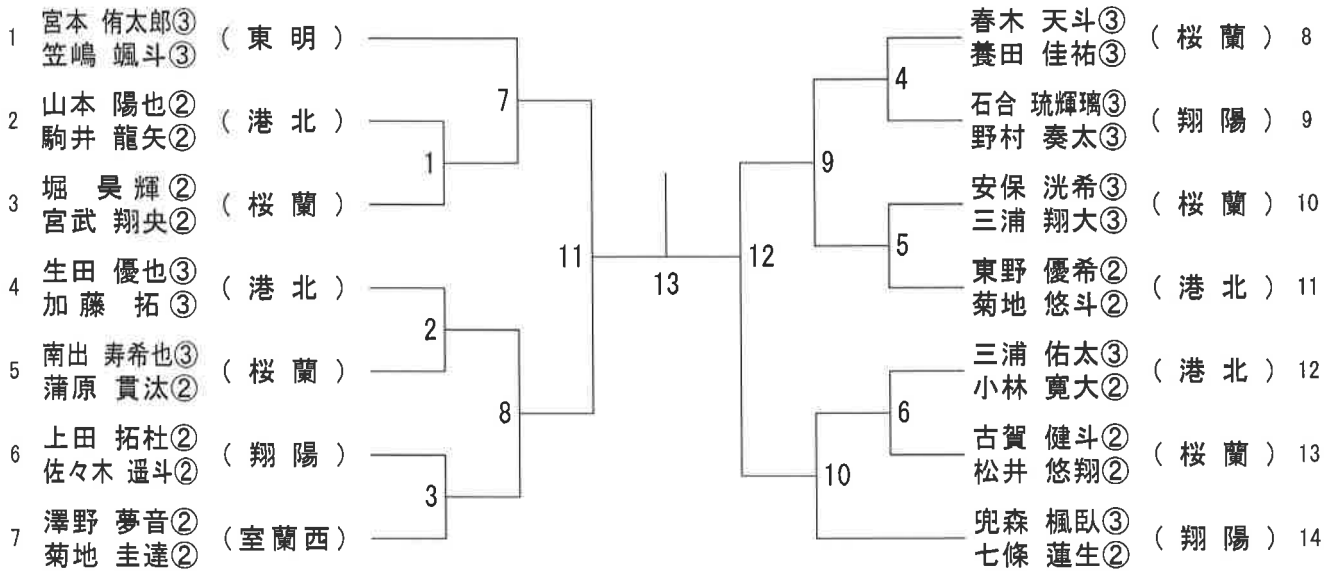 1 宮本 侑太郎③ 笠嶋 颯斗③ (東明)
2 山本 陽也② 駒井 龍矢② (港北)
3 堀 昊輝② 宮武 翔央② (桜蘭)
4 生田 優也③ 加藤 拓③ (港北)
5 南出 寿希也③ 蒲原 貫汰② (桜蘭)
6 上田 拓杜② 佐々木 遥斗② (翔陽)
7 澤野 夢音② 菊地 圭達② (室蘭西)
7
1
11
2
8
3
13
12
4
9
5
6
10
春木 天斗③ 養田 佳祐③ (桜蘭) 8
石合 琉輝璃③ 野村 奏太③ (翔陽) 9
安保 洸希③ 三浦 翔大③ (桜蘭) 10
東野 優希② 菊地 悠斗② (港北) 11
三浦 佑太③ 小林 寛大② (港北) 12
古賀 健斗② 松井 悠翔② (桜蘭) 13
兜森 楓臥③ 七條 蓮生② (翔陽) 14